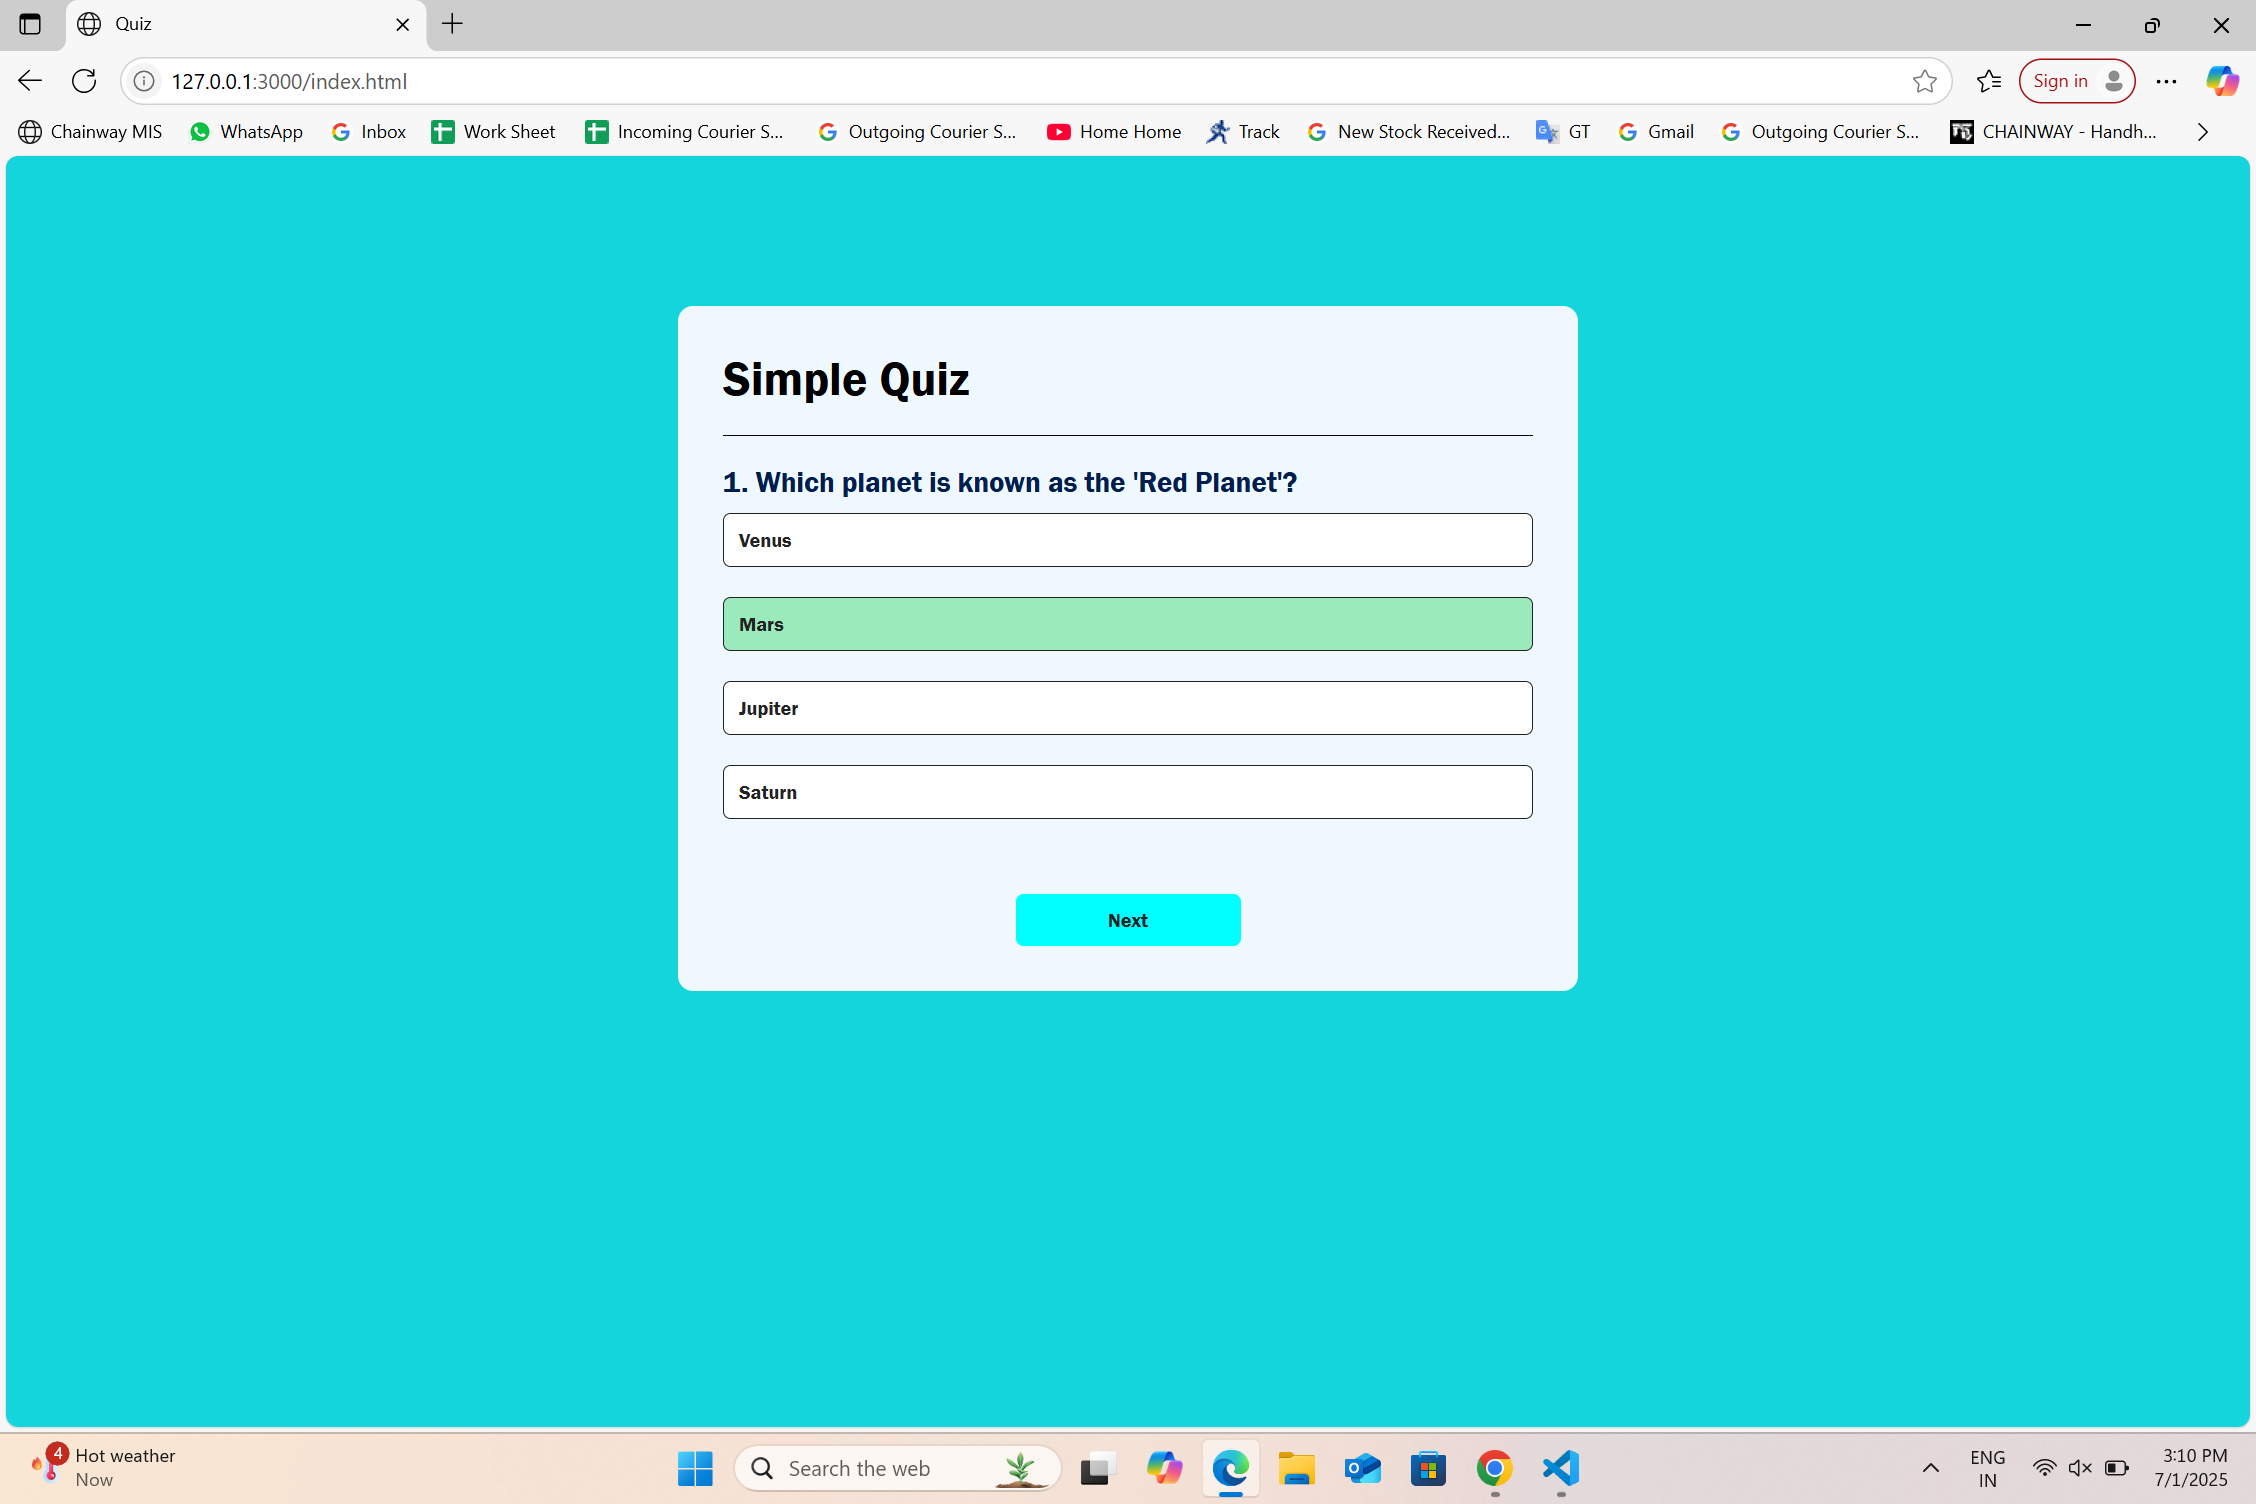 Quiz
127.0.0.1:3000/index.html
Sign in
Chainway MIS WhatsApp Inbox Work Sheet Incoming Courier S... Outgoing Courier S... Home Home Track New Stock Received... GT Gmail Outgoing Courier S... CHAINWAY - Handh...
Simple Quiz
1. Which planet is known as the 'Red Planet'?
Venus
Mars
Jupiter
Saturn
Next
4
Hot weather
Now
Search the web
ENG
IN
3:10 PM
7/1/2025